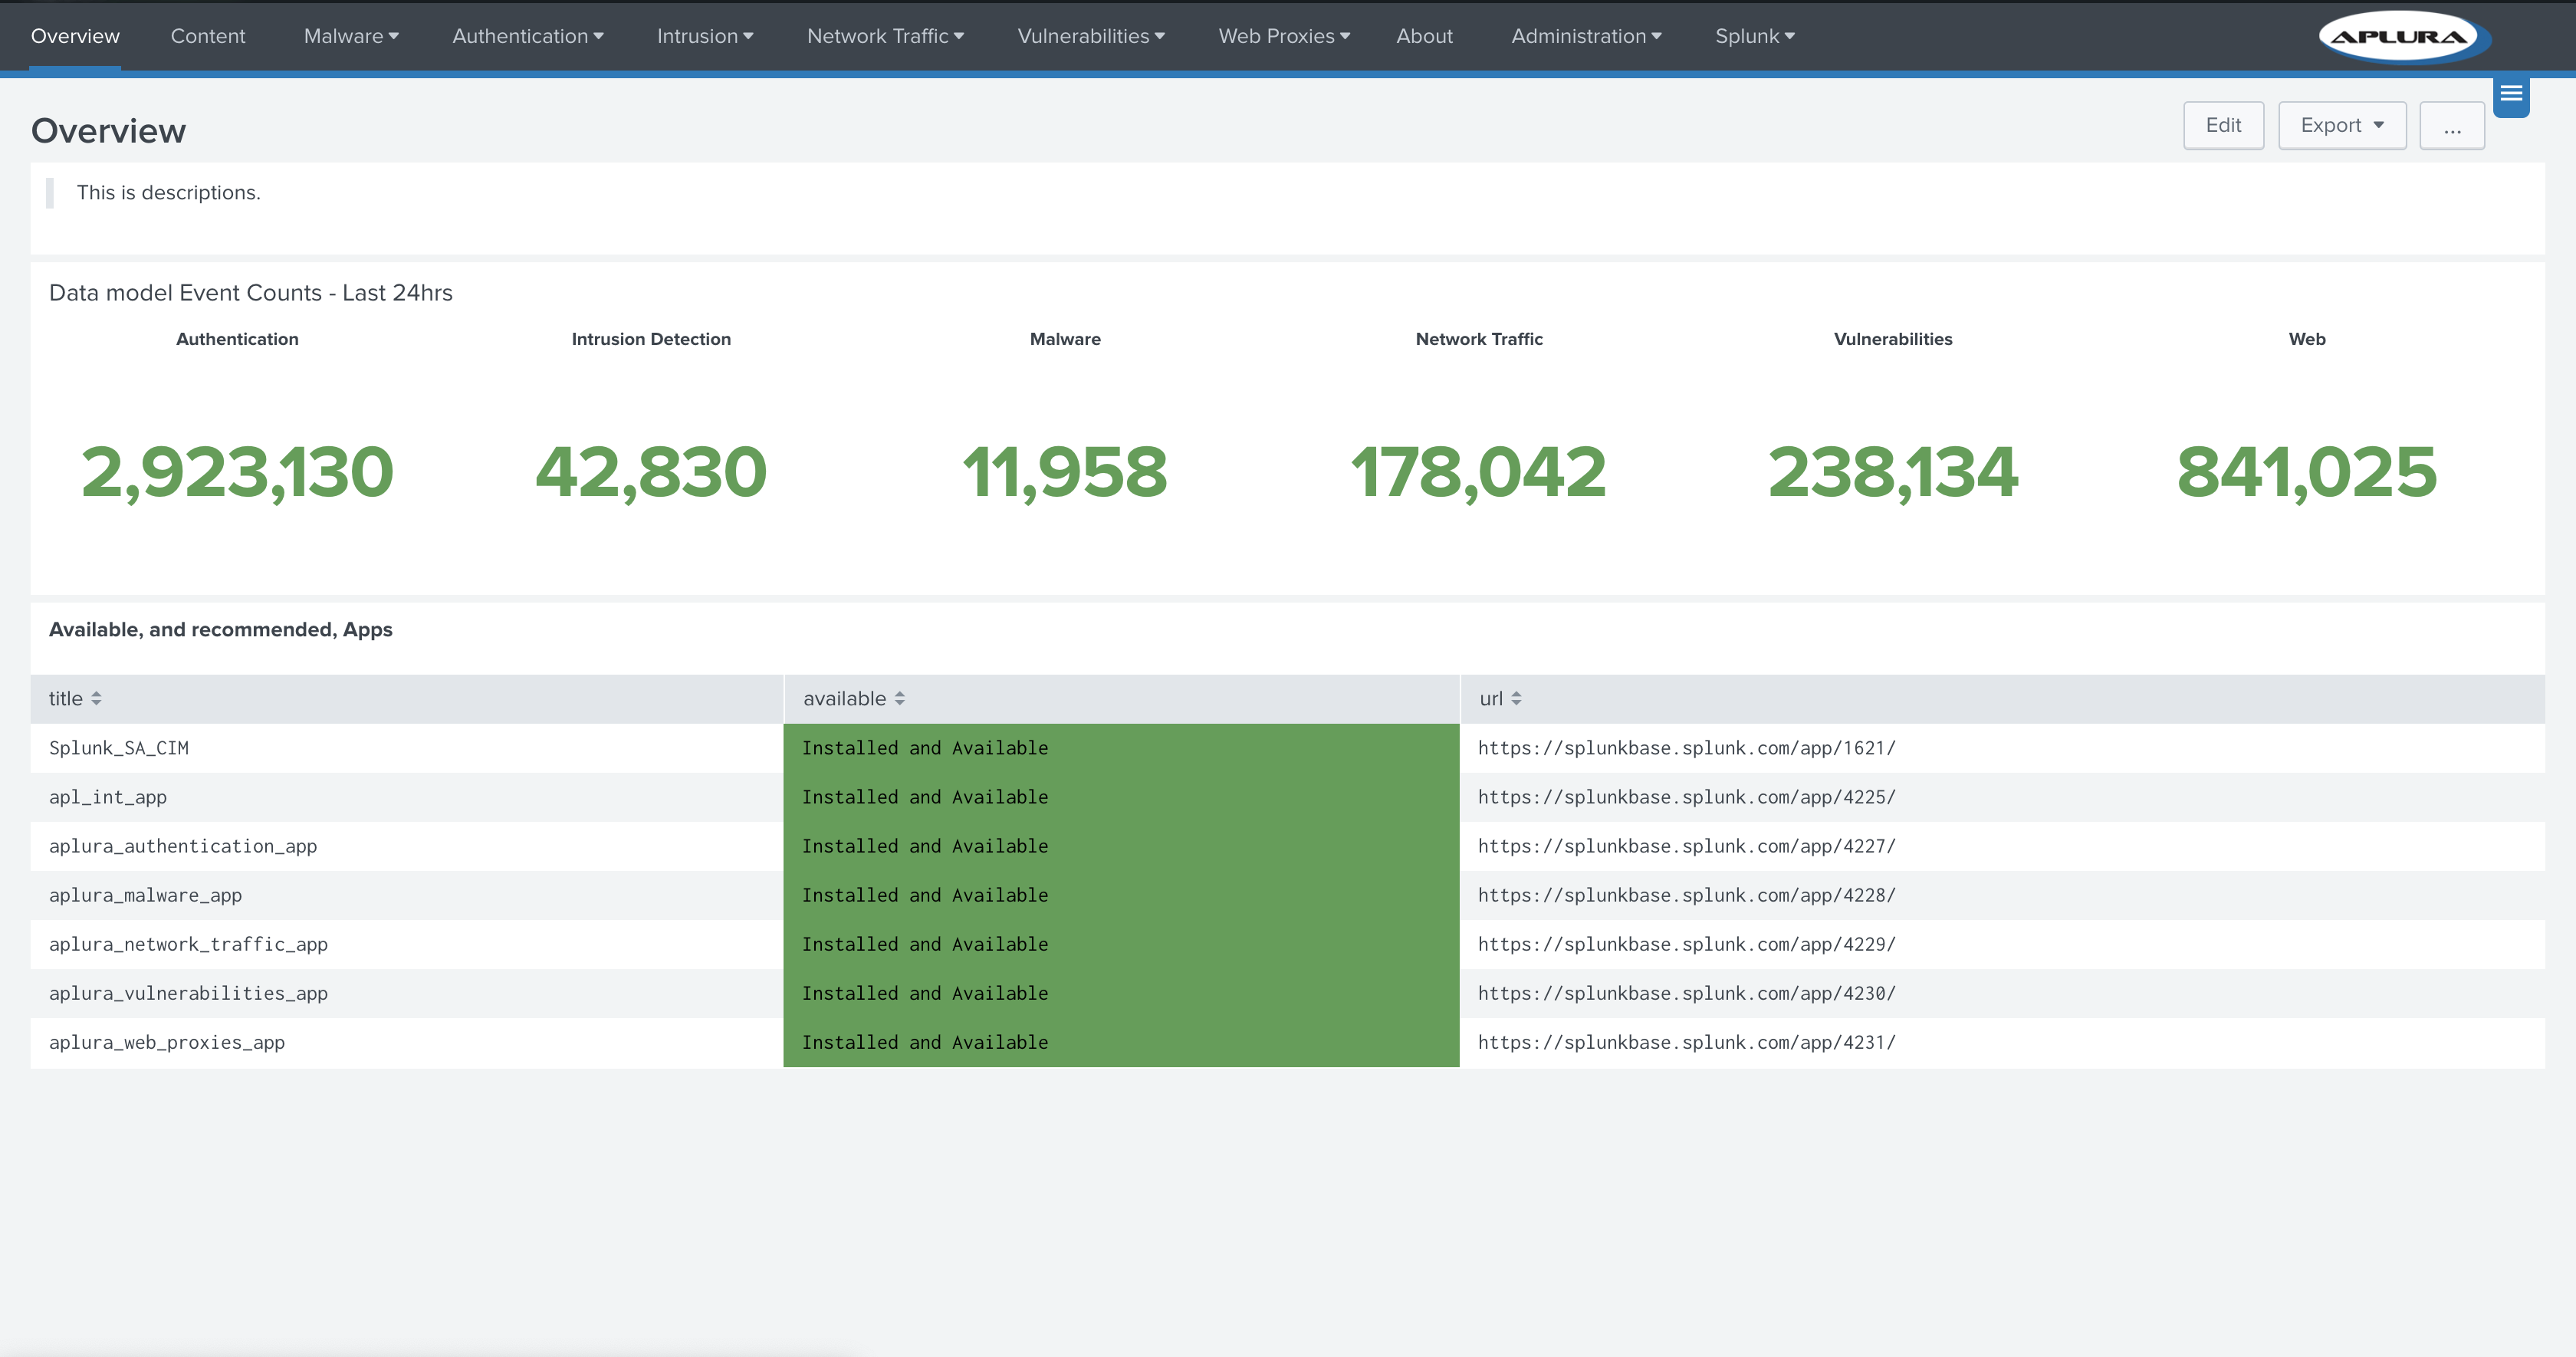 Overview Content Malware Authentication Intrusion Network Traffic Vulnerabilities Web Proxies About Administration Splunk APLURA
Overview Edit Export ...
This is descriptions.
Data model Event Counts - Last 24hrs
Authentication Intrusion Detection Malware Network Traffic Vulnerabilities Web
2,923,130 42,830 11,958 178,042 238,134 841,025
Available, and recommended, Apps
title available url
Splunk_SA_CIM Installed and Available https://splunkbase.splunk.com/app/1621/
apl_int_app Installed and Available https://splunkbase.splunk.com/app/4225/
aplura_authentication_app Installed and Available https://splunkbase.splunk.com/app/4227/
aplura_malware_app Installed and Available https://splunkbase.splunk.com/app/4228/
aplura_network_traffic_app Installed and Available https://splunkbase.splunk.com/app/4229/
aplura_vulnerabilities_app Installed and Available https://splunkbase.splunk.com/app/4230/
aplura_web_proxies_app Installed and Available https://splunkbase.splunk.com/app/4231/